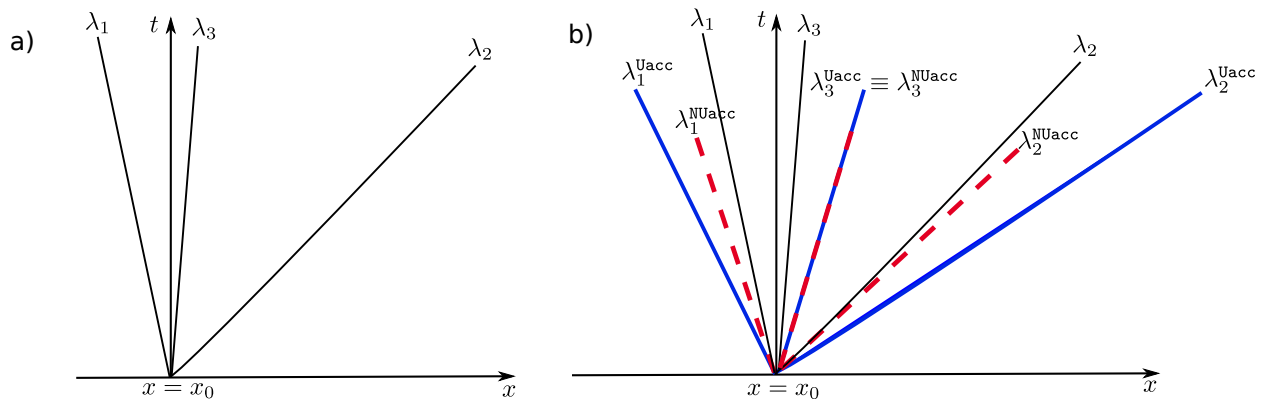 a)
λ₁
t
λ₃
λ₂
x = x₀
x
b)
λ₁
t
λ₃
λ₂
λ₁^Uacc
λ₃^Uacc ≡ λ₃^NUacc
λ₂^Uacc
λ₁^NUacc
λ₂^NUacc
x = x₀
x